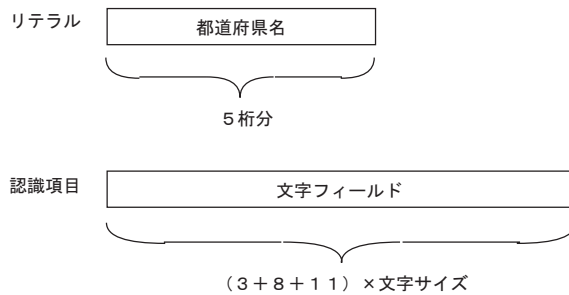 リテラル
都道府県名
５桁分
認識項目
文字フィールド
（３＋８＋１１）×文字サイズ